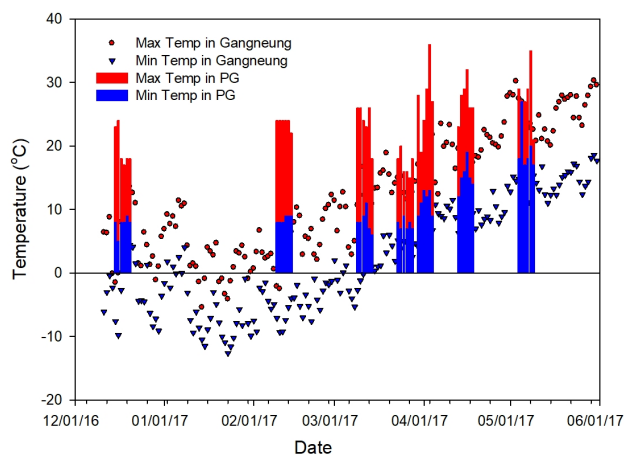 40
30
20
10
0
-10
-20
Temperature (°C)
Max Temp in Gangneung
Min Temp in Gangneung
Max Temp in PG
Min Temp in PG
12/01/16 01/01/17 02/01/17 03/01/17 04/01/17 05/01/17 06/01/17
Date